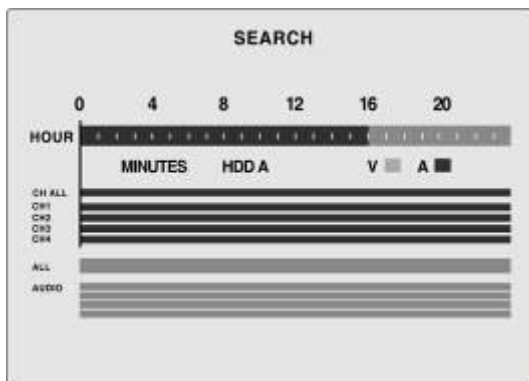 SEARCH
0 4 8 12 16 20
HOUR
MINUTES HDD A V A
CH ALL
CH1
CH2
CH3
CH4
ALL
AUDIO